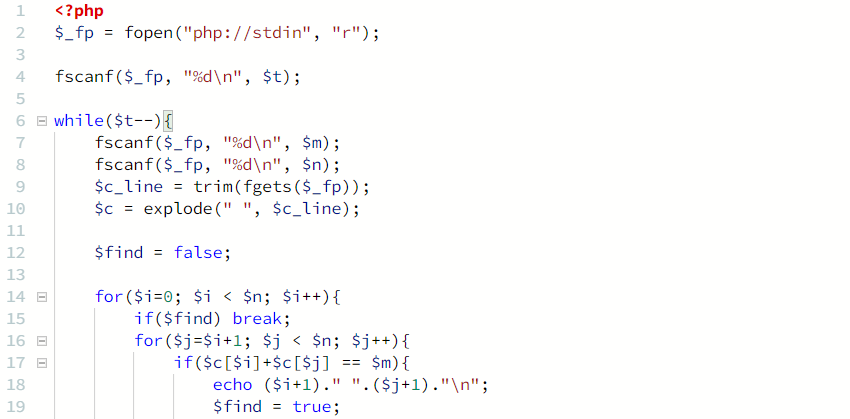 1 <?php
2 $_fp = fopen("php://stdin", "r");
3
4 fscanf($_fp, "%d\n", $t);
5
6 while($t--){
7 fscanf($_fp, "%d\n", $m);
8 fscanf($_fp, "%d\n", $n);
9 $c_line = trim(fgets($_fp));
10 $c = explode(" ", $c_line);
11
12 $find = false;
13
14 for($i=0; $i < $n; $i++){
15 if($find) break;
16 for($j=$i+1; $j < $n; $j++){
17 if($c[$i]+$c[$j] == $m){
18 echo ($i+1)." ".($j+1)."\n";
19 $find = true;